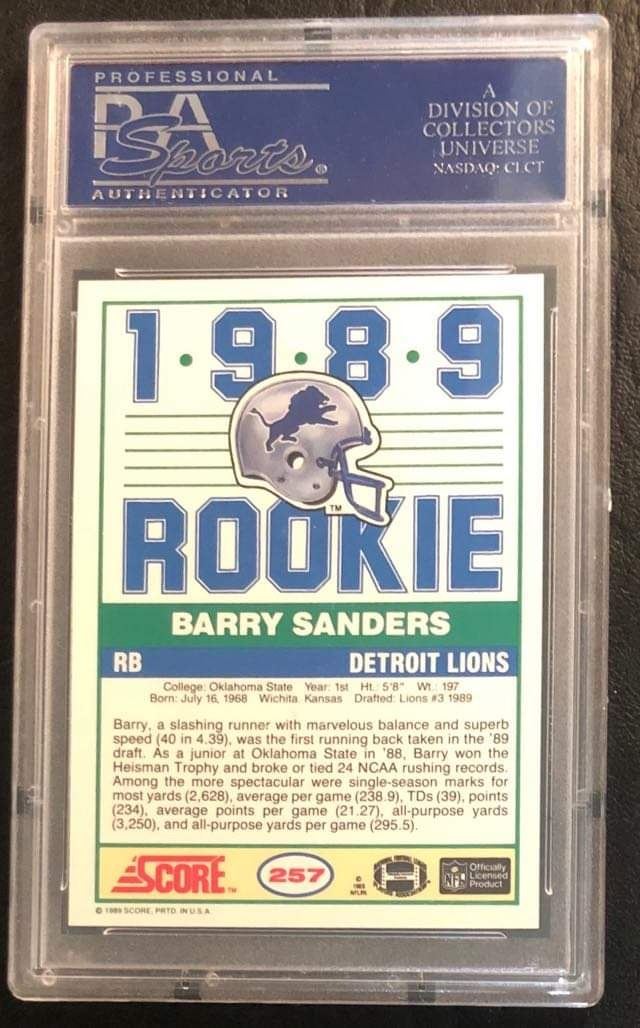 PROFESSIONAL
PSA
Sports®
AUTHENTICATOR
A
DIVISION OF
COLLECTORS
UNIVERSE
NASDAQ: CLCT
1·9·8·9
TM
ROOKIE
BARRY SANDERS
RB DETROIT LIONS
College: Oklahoma State Year: 1st Ht.: 5'8" Wt.: 197
Born: July 16, 1968 Wichita, Kansas Drafted: Lions #3 1989
Barry, a slashing runner with marvelous balance and superb
speed (40 in 4.39), was the first running back taken in the '89
draft. As a junior at Oklahoma State in '88, Barry won the
Heisman Trophy and broke or tied 24 NCAA rushing records.
Among the more spectacular were single-season marks for
most yards (2,628), average per game (238.9), TDs (39), points
(234), average points per game (21.27), all-purpose yards
(3,250), and all-purpose yards per game (295.5).
SCORE™ 257
© 1989 NFLPA
NFL Officially
Licensed
Product
© 1989 SCORE, PRTD. IN U.S.A.